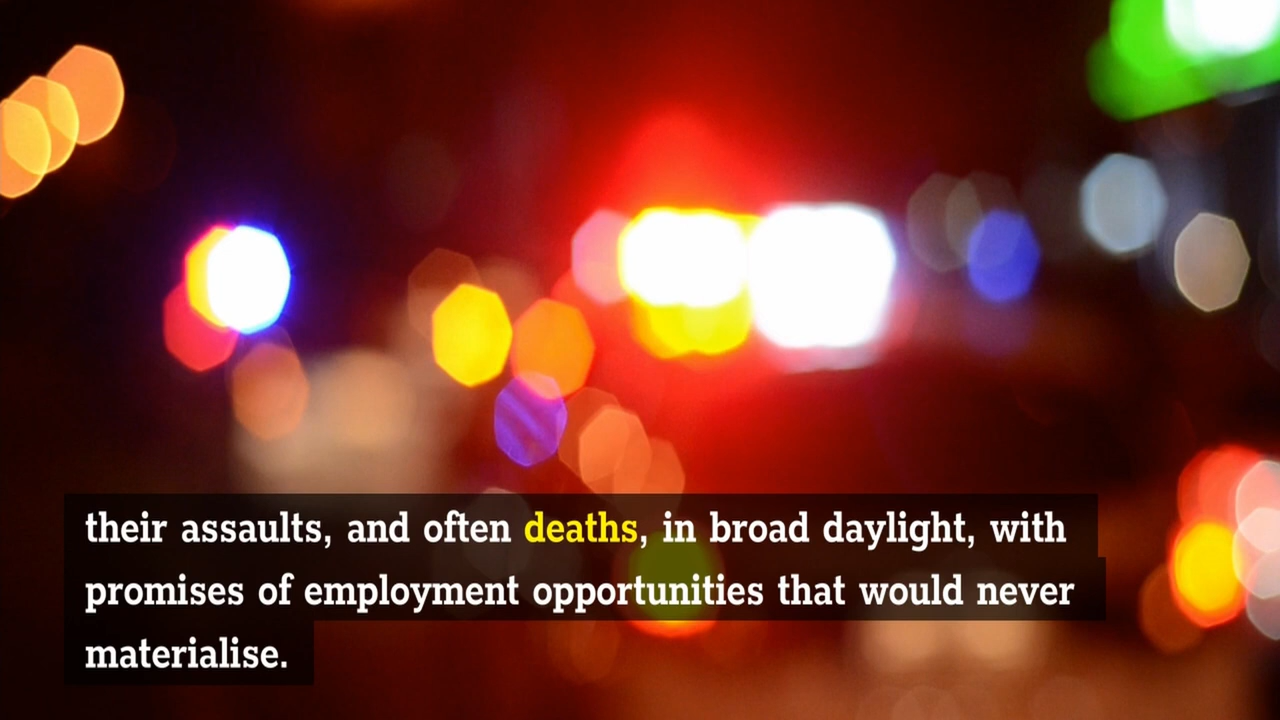 their assaults, and often deaths, in broad daylight, with
promises of employment opportunities that would never
materialise.